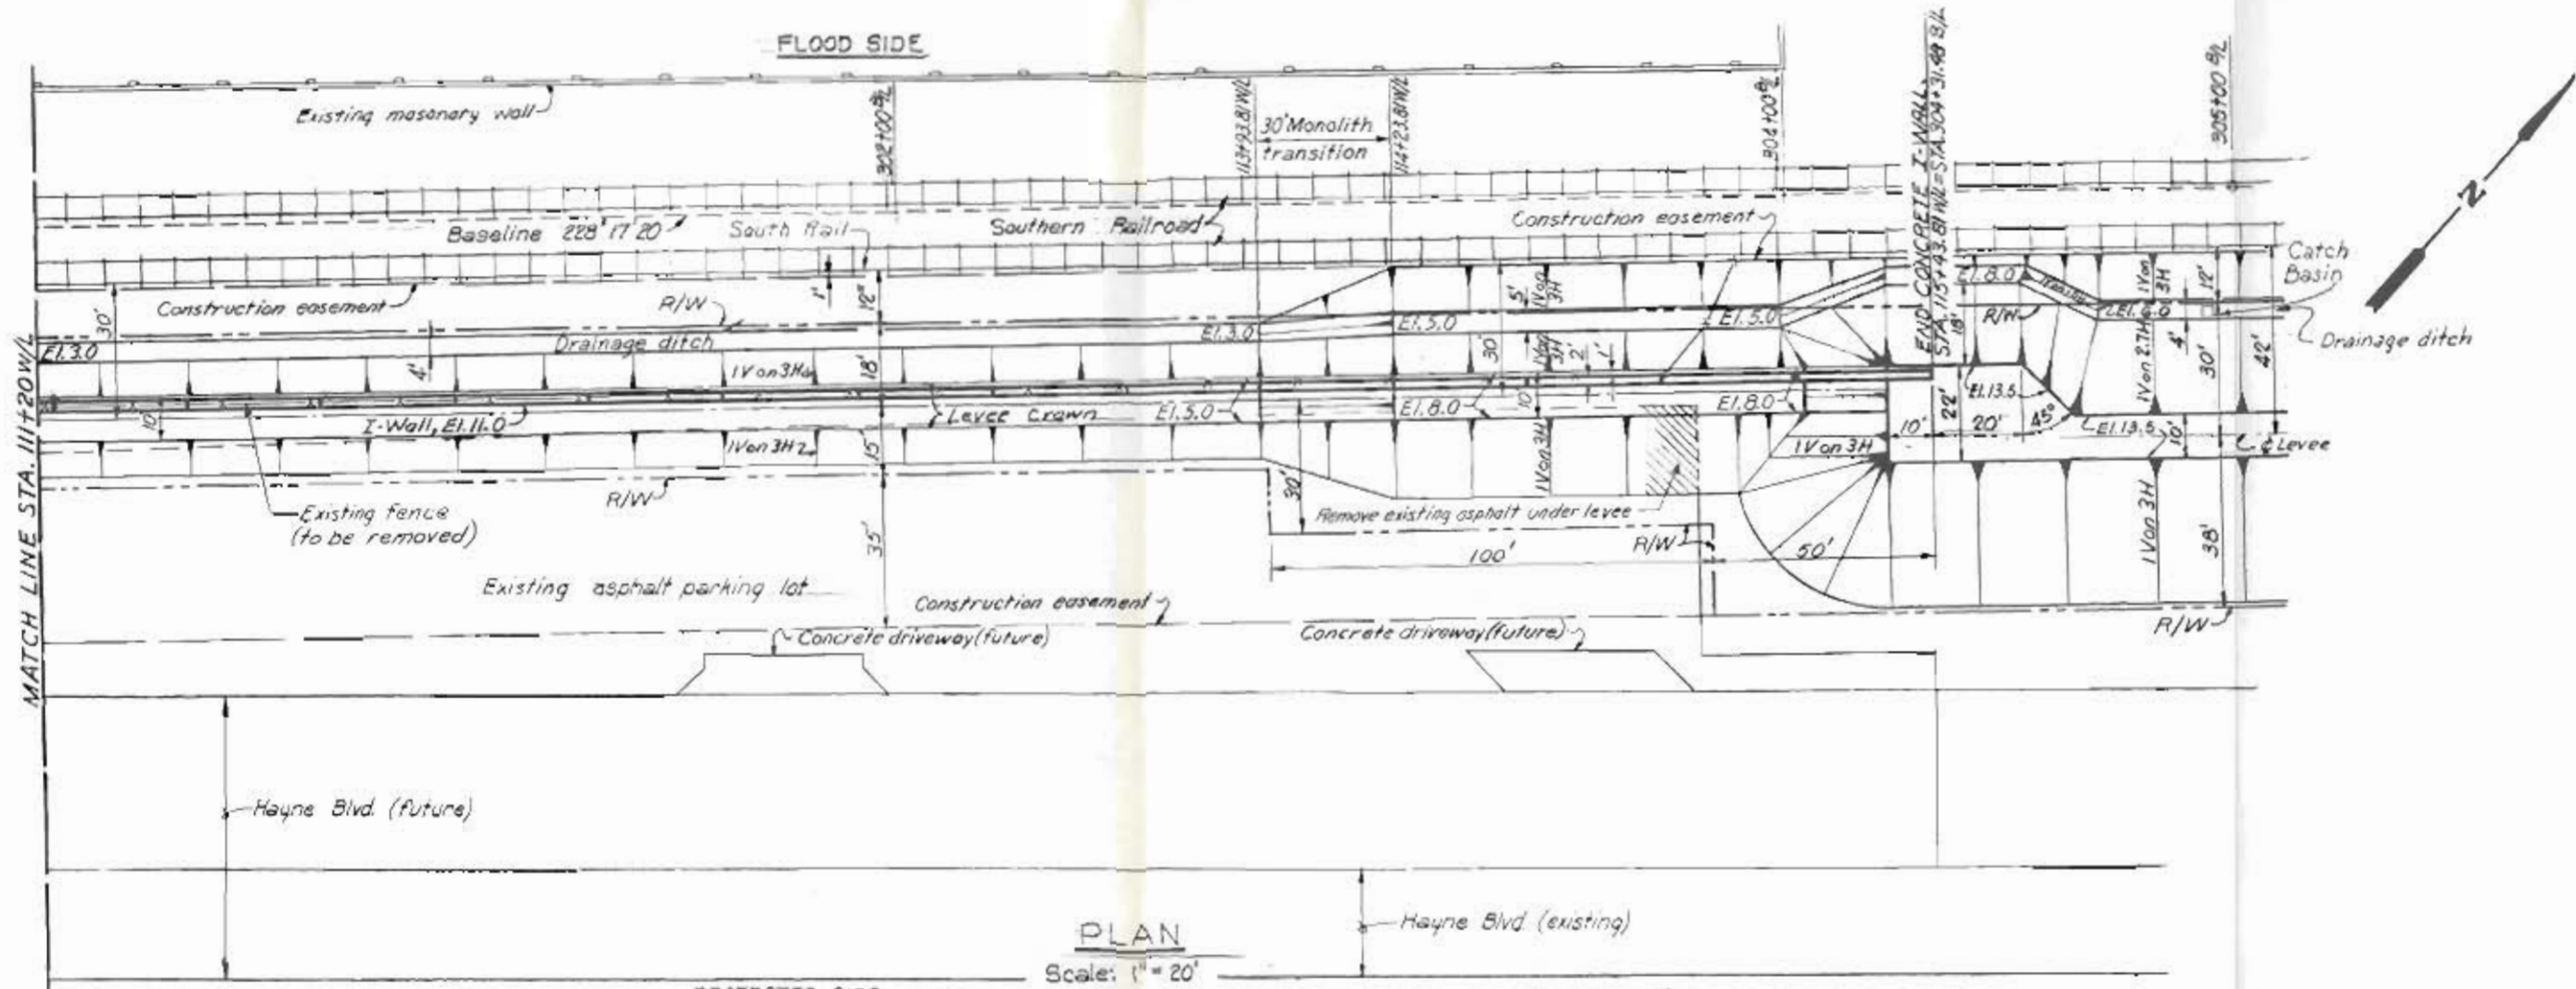 FLOOD SIDE
Existing masonary wall
302+00 B/L
113+93.81 W/L
30' Monolith
transition
114+23.81 W/L
304+00 B/L
END CONCRETE I-WALL
STA. 115+43.81 W/L=STA.304+31.48 B/L
305+00 B/L
N
Baseline 228° 17' 20"
South Rail
Southern Railroad
Construction easement
Catch
Basin
Drainage ditch
Construction easement
R/W
1'
12'
30'
El. 3.0
Drainage ditch
4'
1V on 3H
18'
El. 3.0
El. 5.0
5'
1V on
3H
30'
1V on
3H
2'
1'
El. 5.0
El. 8.0
18'
R/W
El. 6.0
1V on
3H
12'
1V on 2.7H
4'
30'
42'
MATCH LINE STA. 111+20 W/L
10'
I-Wall, El. 11.0
Levee Crown
El. 5.0
El. 8.0
10'
El. 8.0
El. 13.5
22'
10'
20'
45°
El. 13.5
10'
℄ Levee
1V on 3H
15'
1V on 3H
1V on 3H
R/W
Existing fence
(to be removed)
35'
30'
Remove existing asphalt under levee
R/W
100'
50'
1V on 3H
38'
R/W
Existing asphalt parking lot
Construction easement
Concrete driveway (future)
Concrete driveway (future)
Hayne Blvd. (future)
Hayne Blvd. (existing)
PLAN
Scale: 1" = 20'